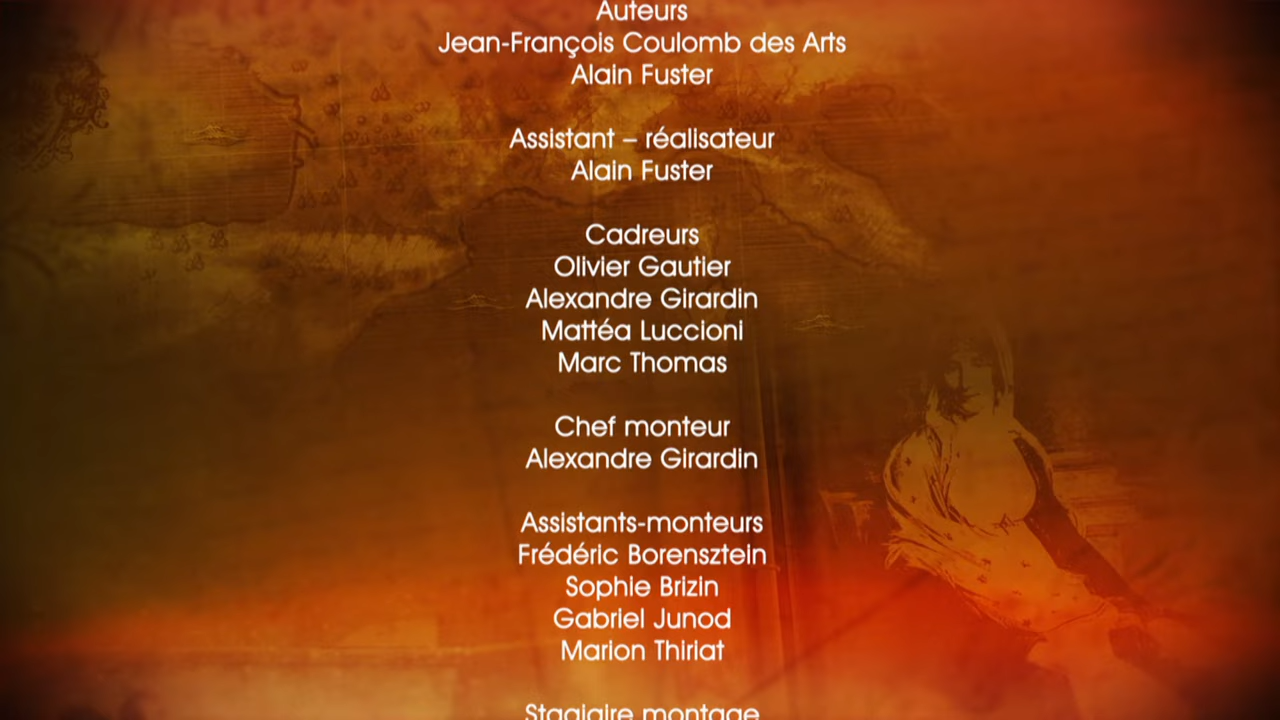 Auteurs
Jean-François Coulomb des Arts
Alain Fuster
Assistant – réalisateur
Alain Fuster
Cadreurs
Olivier Gautier
Alexandre Girardin
Mattéa Luccioni
Marc Thomas
Chef monteur
Alexandre Girardin
Assistants-monteurs
Frédéric Borensztein
Sophie Brizin
Gabriel Junod
Marion Thiriat
Stagiaire montage